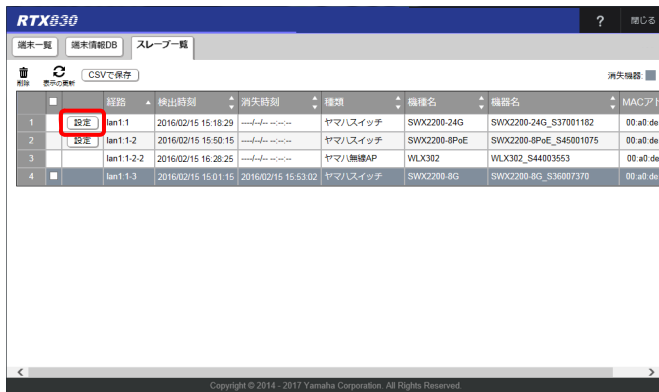 RTX830 ? 閉じる
端末一覧 端末情報DB スレーブ一覧
削除 表示の更新 CSVで保存 消失機器:
経路 検出時刻 消失時刻 種類 機種名 機器名 MACアド
1 設定 lan1:1 2016/02/15 15:18:29 ----/--/-- --:--:-- ヤマハスイッチ SWX2200-24G SWX2200-24G_S37001182 00:a0:de
2 設定 lan1:1-2 2016/02/15 15:50:15 ----/--/-- --:--:-- ヤマハスイッチ SWX2200-8PoE SWX2200-8PoE_S45001075 00:a0:de
3 lan1:1-2-2 2016/02/15 16:28:25 ----/--/-- --:--:-- ヤマハ無線AP WLX302 WLX302_S44003553 00:a0:de
4 lan1:1-3 2016/02/15 15:01:15 2016/02/15 15:53:02 ヤマハスイッチ SWX2200-8G SWX2200-8G_S36007370 00:a0:de
Copyright © 2014 - 2017 Yamaha Corporation. All Rights Reserved.